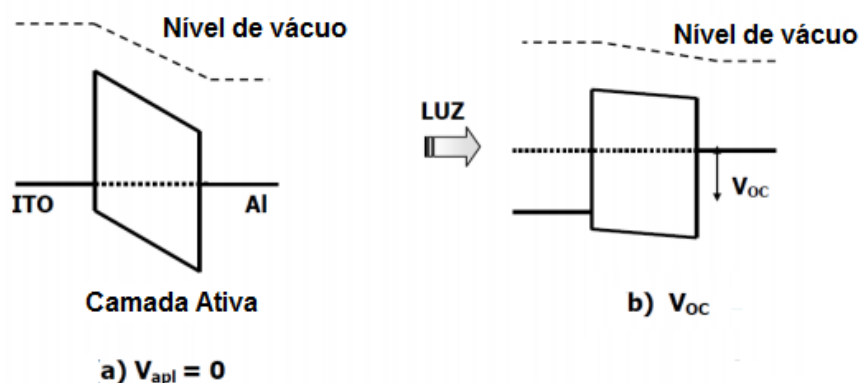 Nível de vácuo
ITO
Al
Camada Ativa
a) Vapl = 0
Nível de vácuo
LUZ
VOC
b) VOC